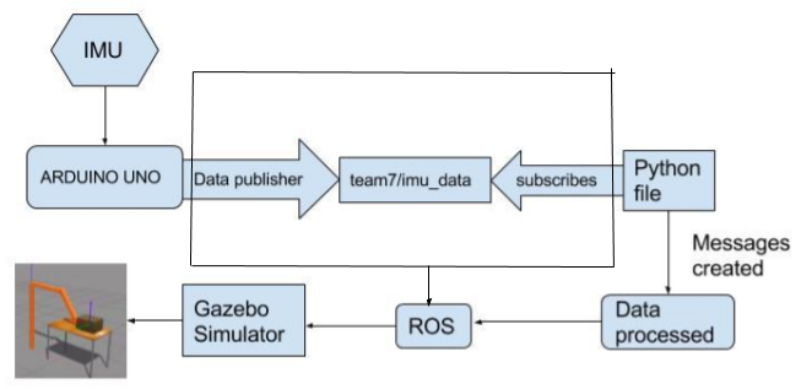 IMU
ARDUINO UNO
Data publisher
team7/imu_data
subscribes
Python
file
Messages
created
Gazebo
Simulator
ROS
Data
processed